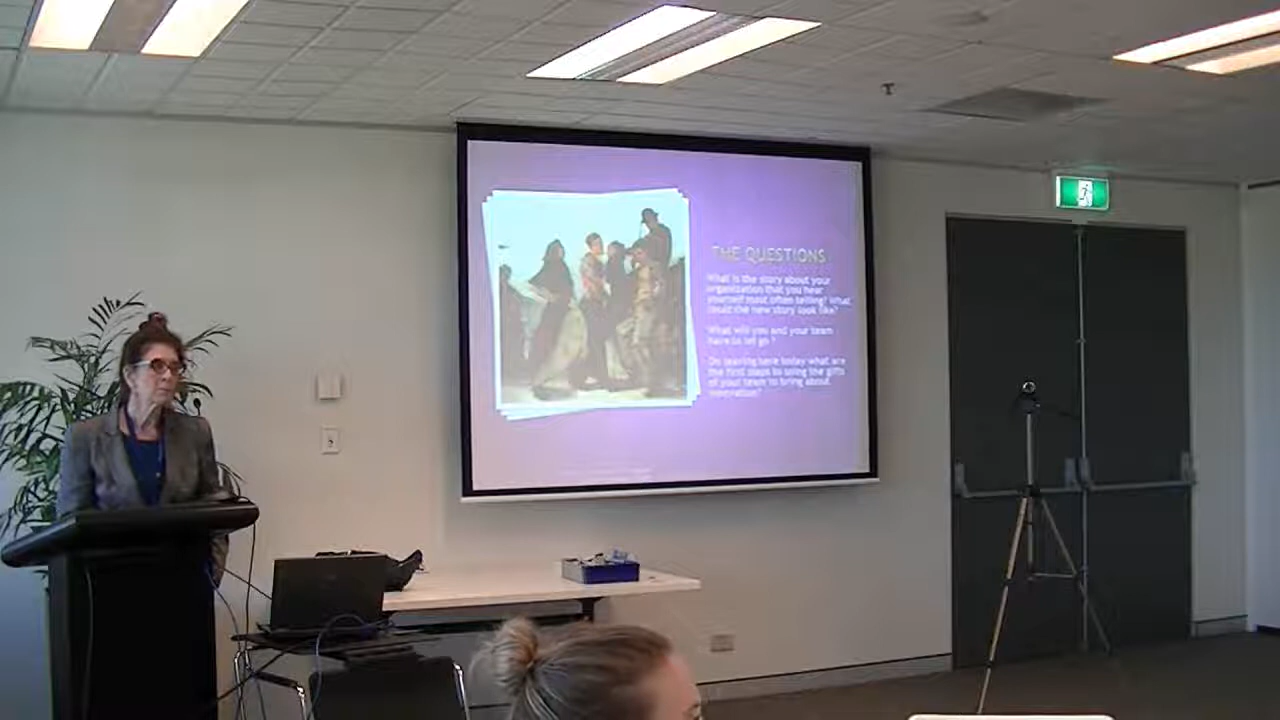 THE QUESTIONS
What is the story about your
organization that you hear
yourself most often telling? What
could the new story look like?
What will you and your team
have to let go ?
On leaving here today what are
the first steps to using the gifts
of your team to bring about
innovation?